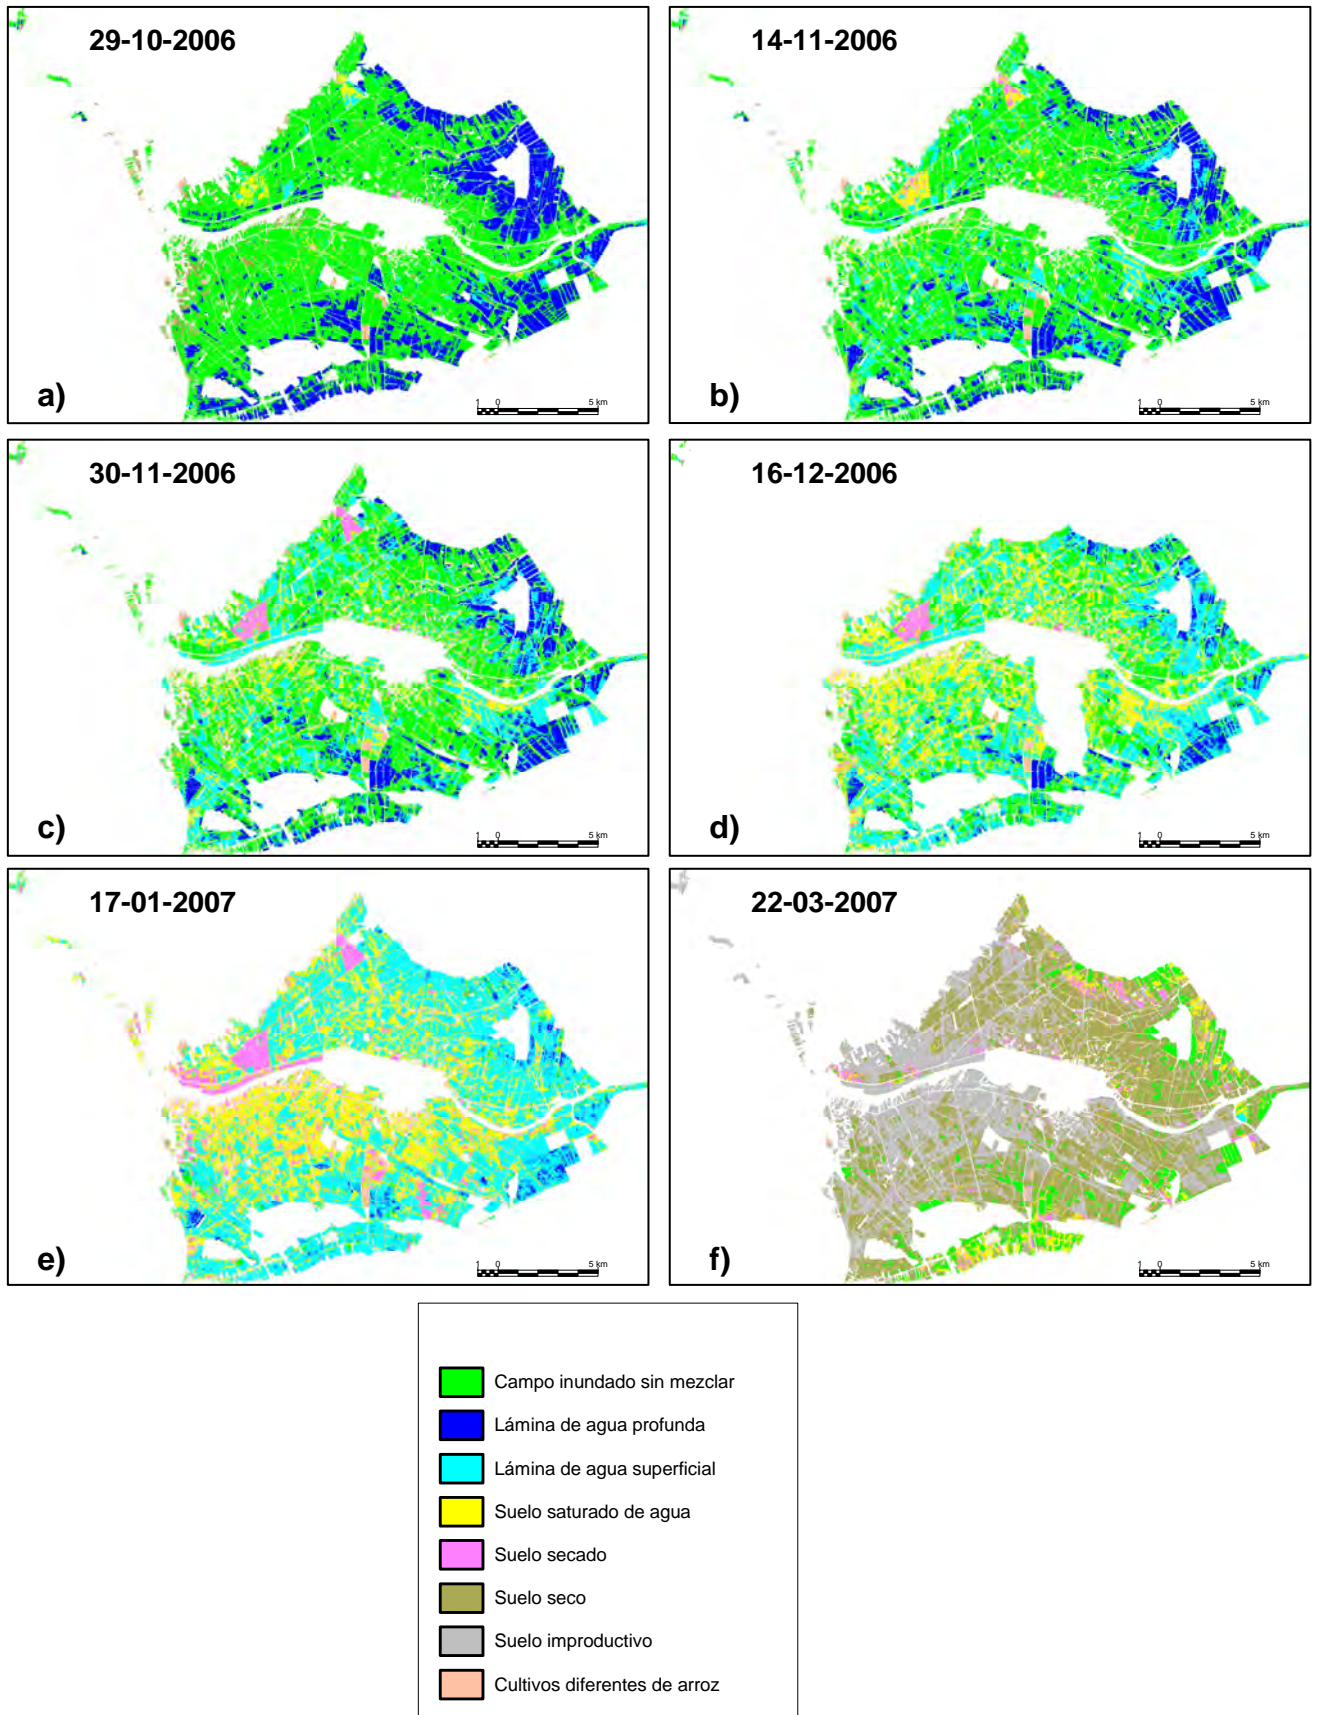 29-10-2006
a)
1 0 5 km
14-11-2006
b)
1 0 5 km
30-11-2006
c)
1 0 5 km
16-12-2006
d)
1 0 5 km
17-01-2007
e)
1 0 5 km
22-03-2007
f)
1 0 5 km
Campo inundado sin mezclar
Lámina de agua profunda
Lámina de agua superficial
Suelo saturado de agua
Suelo secado
Suelo seco
Suelo improductivo
Cultivos diferentes de arroz